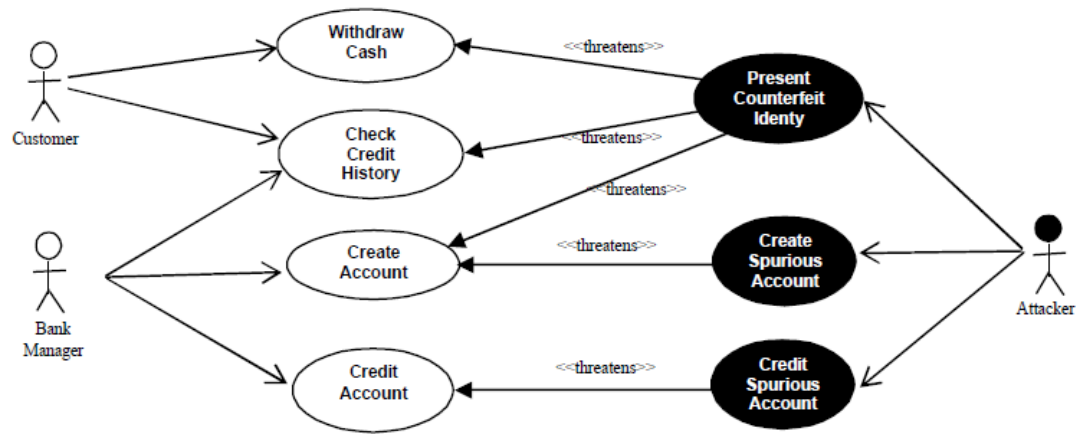 Withdraw
Cash
<<threatens>>
Present
Counterfeit
Identy
Customer
Check
Credit
History
<<threatens>>
<<threatens>>
Create
Account
<<threatens>>
Create
Spurious
Account
Attacker
Bank
Manager
Credit
Account
<<threatens>>
Credit
Spurious
Account